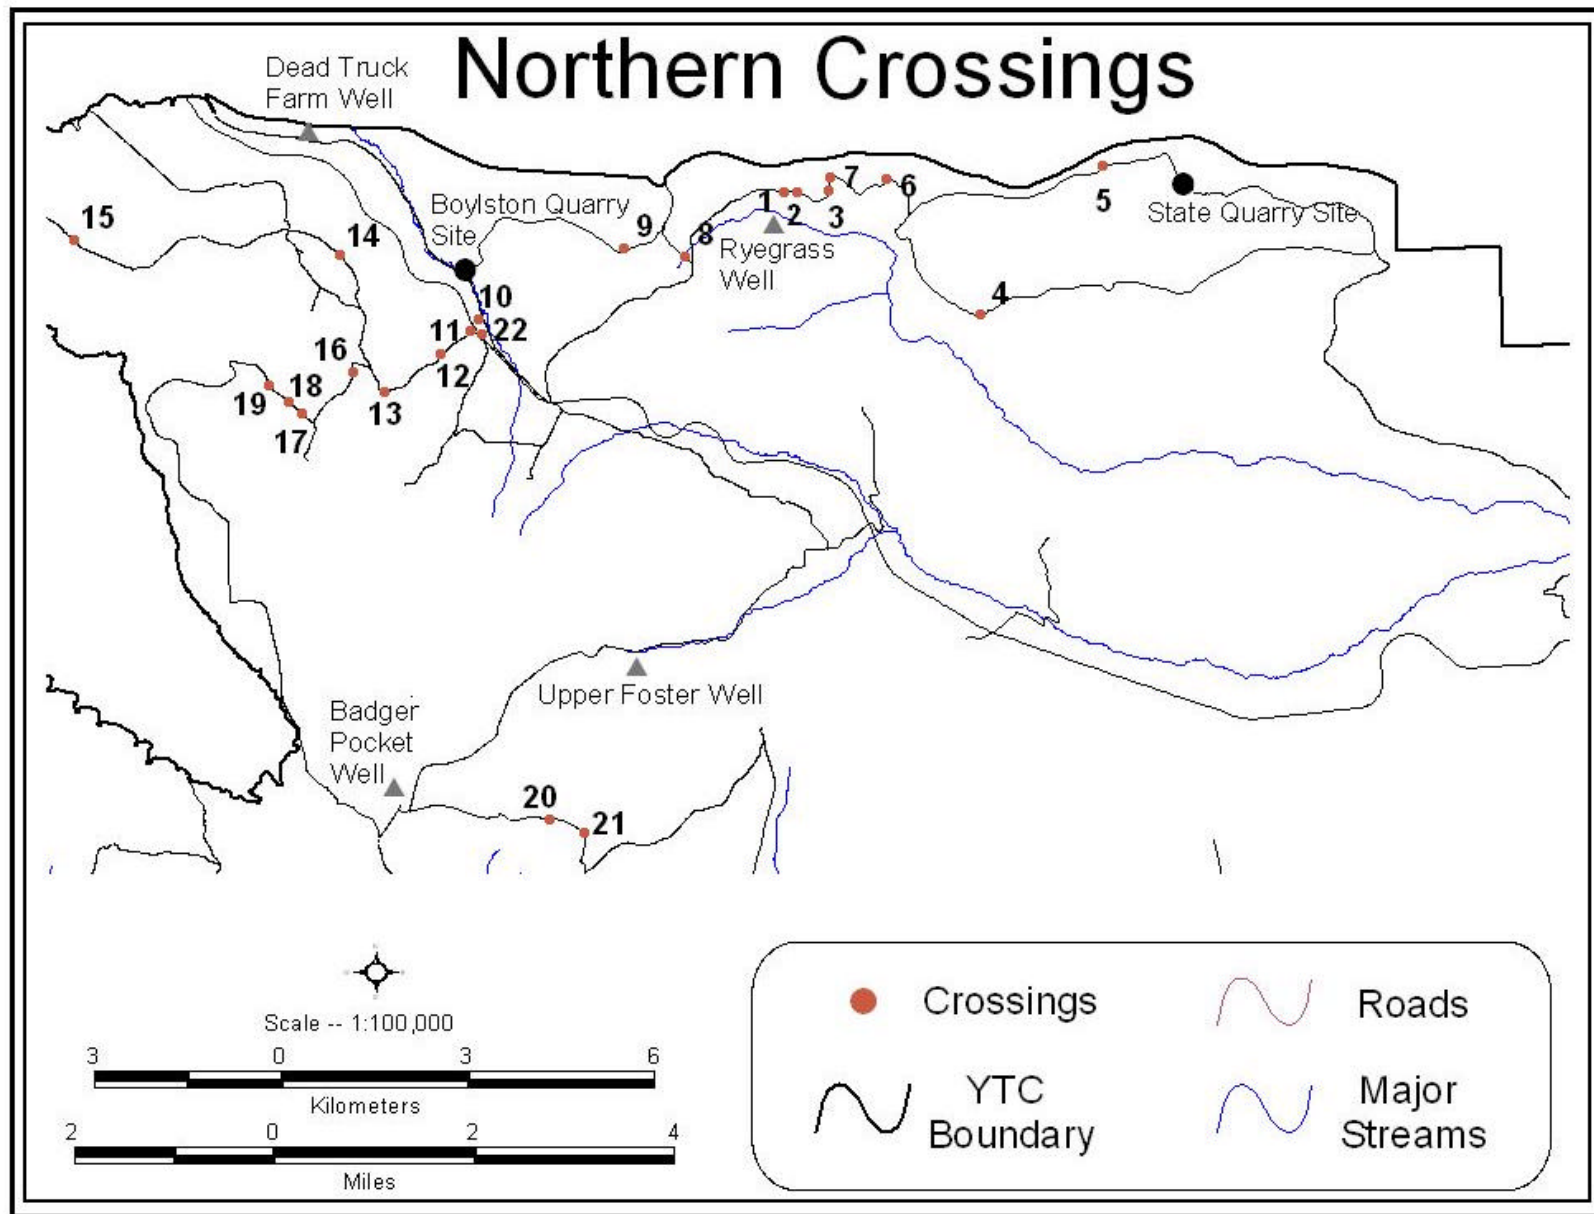 Northern Crossings
Dead Truck
Farm Well
15
14
Boylston Quarry
Site
9
8
1
2
7
3
6
5
State Quarry Site
Ryegrass
Well
4
10
11
22
12
16
13
19
18
17
Upper Foster Well
Badger
Pocket
Well
20
21
Scale -- 1:100,000
3 0 3 6
Kilometers
2 0 2 4
Miles
Crossings
Roads
YTC
Boundary
Major
Streams